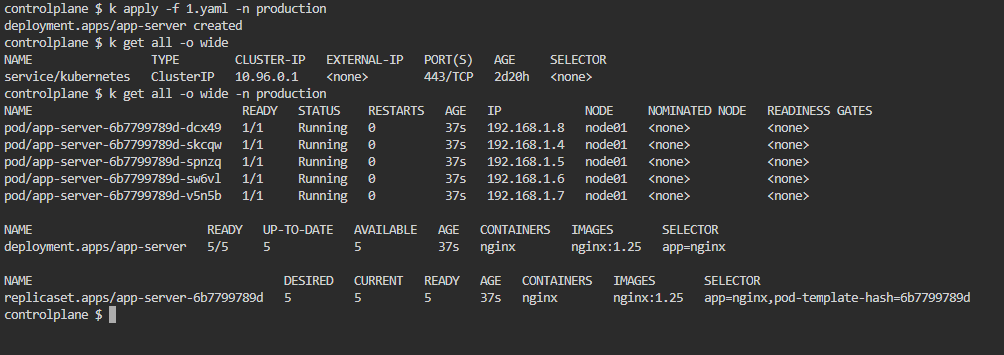 controlplane $ k apply -f 1.yaml -n production
deployment.apps/app-server created
controlplane $ k get all -o wide
NAME                 TYPE        CLUSTER-IP   EXTERNAL-IP   PORT(S)   AGE     SELECTOR
service/kubernetes   ClusterIP   10.96.0.1    <none>        443/TCP   2d20h   <none>
controlplane $ k get all -o wide -n production
NAME                              READY   STATUS    RESTARTS   AGE   IP            NODE     NOMINATED NODE   READINESS GATES
pod/app-server-6b7799789d-dcx49   1/1     Running   0          37s   192.168.1.8   node01   <none>           <none>
pod/app-server-6b7799789d-skcqw   1/1     Running   0          37s   192.168.1.4   node01   <none>           <none>
pod/app-server-6b7799789d-spnzq   1/1     Running   0          37s   192.168.1.5   node01   <none>           <none>
pod/app-server-6b7799789d-sw6vl   1/1     Running   0          37s   192.168.1.6   node01   <none>           <none>
pod/app-server-6b7799789d-v5n5b   1/1     Running   0          37s   192.168.1.7   node01   <none>           <none>
NAME                         READY   UP-TO-DATE   AVAILABLE   AGE   CONTAINERS   IMAGES       SELECTOR
deployment.apps/app-server   5/5     5            5           37s   nginx        nginx:1.25   app=nginx
NAME                                    DESIRED   CURRENT   READY   AGE   CONTAINERS   IMAGES       SELECTOR
replicaset.apps/app-server-6b7799789d   5         5         5       37s   nginx        nginx:1.25   app=nginx,pod-template-hash=6b7799789d
controlplane $